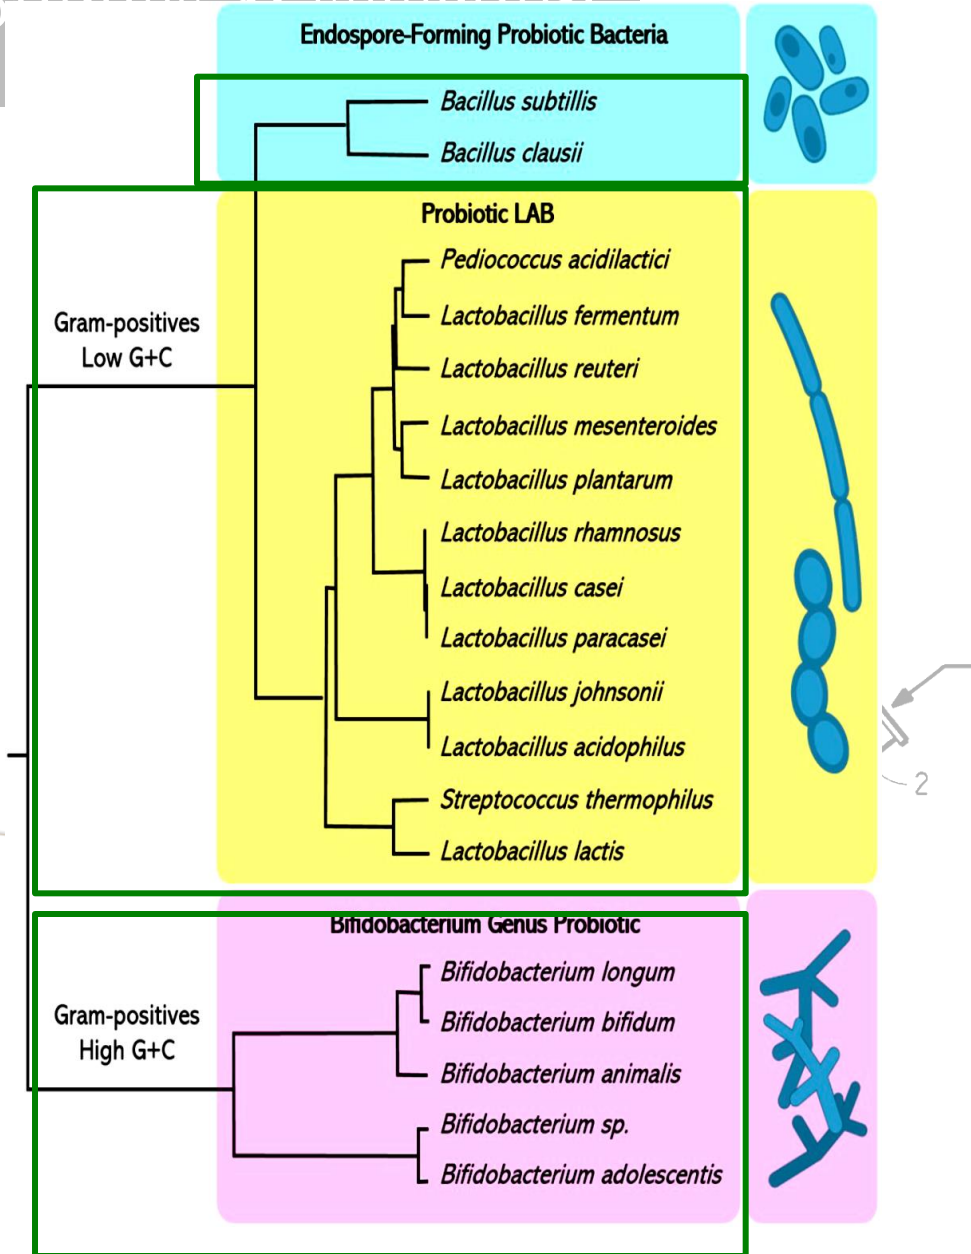 Endospore-Forming Probiotic Bacteria
Bacillus subtillis
Bacillus clausii
Probiotic LAB
Pediococcus acidilactici
Lactobacillus fermentum
Gram-positives
Low G+C
Lactobacillus reuteri
Lactobacillus mesenteroides
Lactobacillus plantarum
Lactobacillus rhamnosus
Lactobacillus casei
Lactobacillus paracasei
Lactobacillus johnsonii
Lactobacillus acidophilus
2
Streptococcus thermophilus
Lactobacillus lactis
Bifidobacterium Genus Probiotic
Bifidobacterium longum
Gram-positives
High G+C
Bifidobacterium bifidum
Bifidobacterium animalis
Bifidobacterium sp.
Bifidobacterium adolescentis